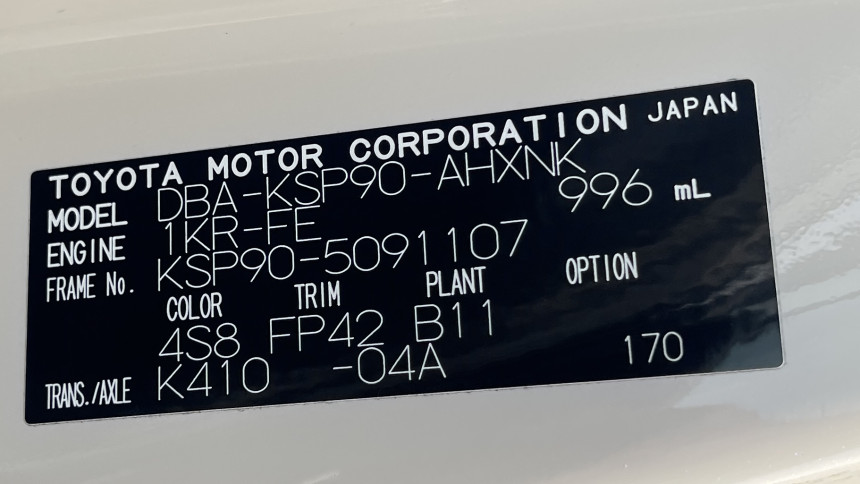 TOYOTA MOTOR CORPORATION JAPAN
MODEL DBA-KSP90-AHXNK
ENGINE 1KR-FE 996 mL
FRAME No. KSP90-5091107
COLOR TRIM PLANT OPTION
4S8 FP42 B11
TRANS./AXLE K410 -04A 170